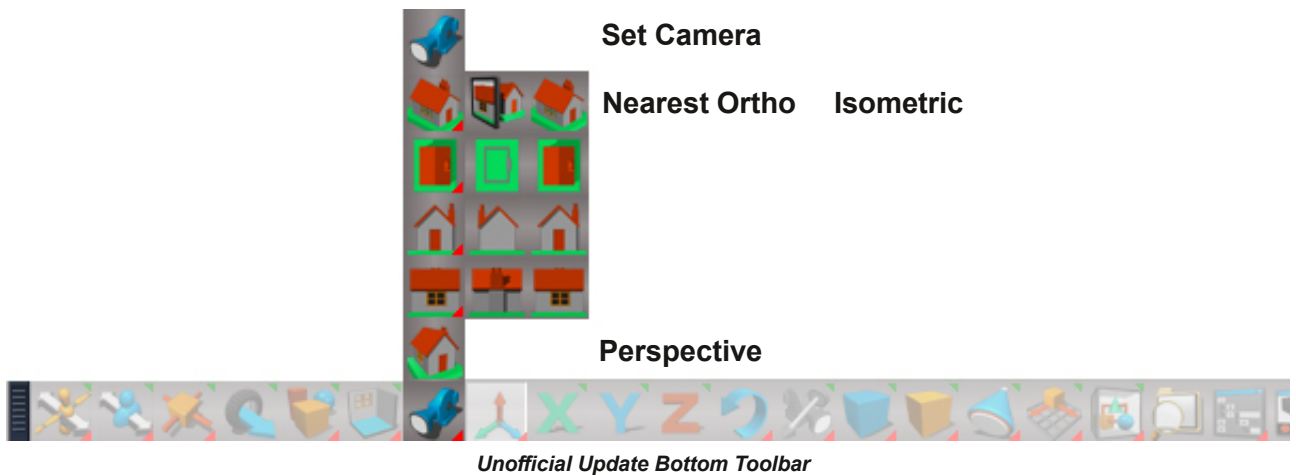 Set Camera
Nearest Ortho Isometric
Perspective
X Y Z
Unofficial Update Bottom Toolbar